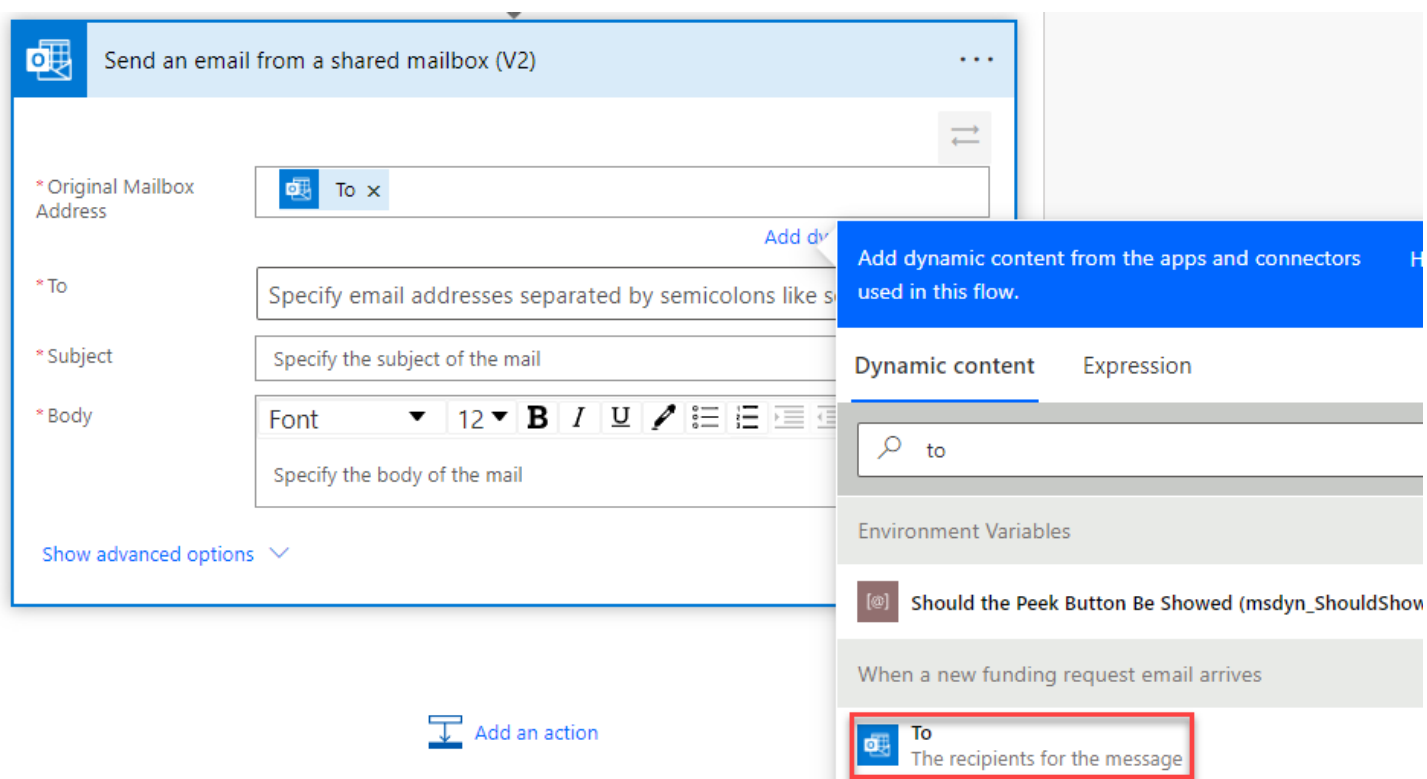 Send an email from a shared mailbox (V2)
* Original Mailbox
Address
To ×
Add
* To
Specify email addresses separated by semicolons like
* Subject
Specify the subject of the mail
* Body
Font 12 B I U
Specify the body of the mail
Show advanced options
Add an action
Add dynamic content from the apps and connectors
used in this flow.
Dynamic content Expression
to
Environment Variables
[@] Should the Peek Button Be Showed (msdyn_ShouldShow
When a new funding request email arrives
To
The recipients for the message